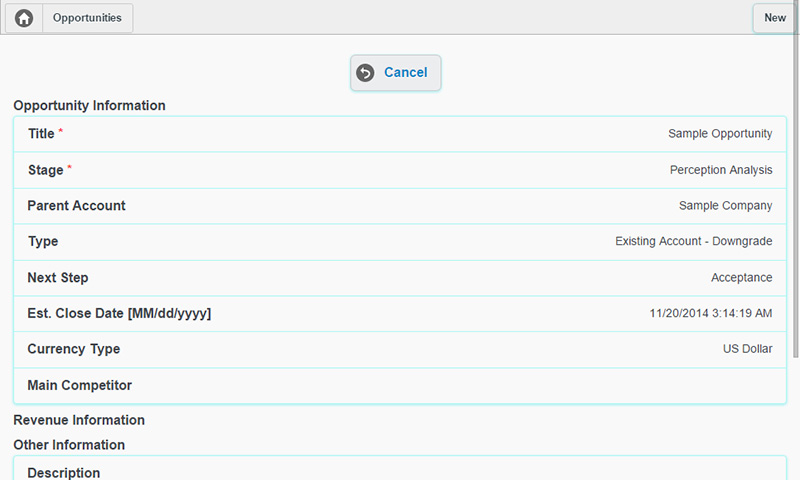 Opportunities New
Cancel
Opportunity Information
Title * Sample Opportunity
Stage * Perception Analysis
Parent Account Sample Company
Type Existing Account - Downgrade
Next Step Acceptance
Est. Close Date [MM/dd/yyyy] 11/20/2014 3:14:19 AM
Currency Type US Dollar
Main Competitor
Revenue Information
Other Information
Description